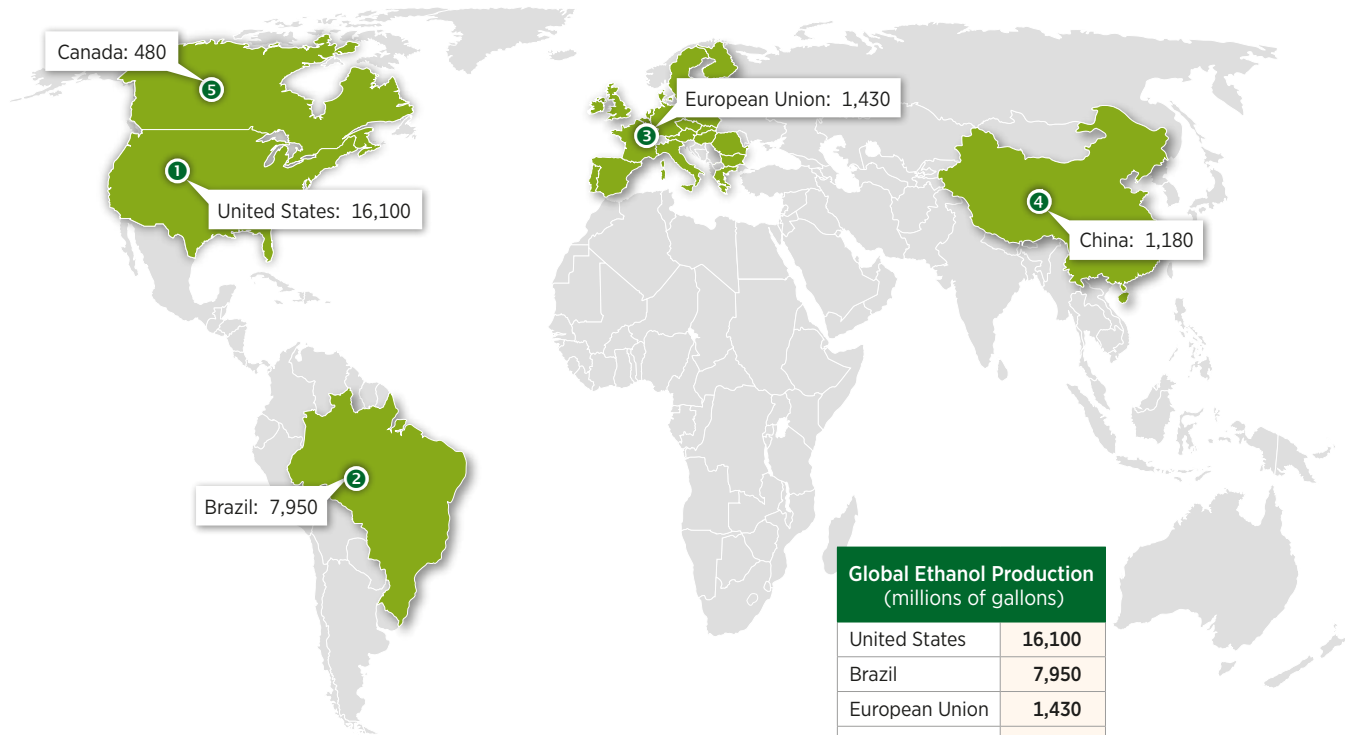 Canada: 480
5
European Union: 1,430
3
1
United States: 16,100
4
China: 1,180
2
Brazil: 7,950
Global Ethanol Production
(millions of gallons)
United States 16,100
Brazil 7,950
European Union 1,430